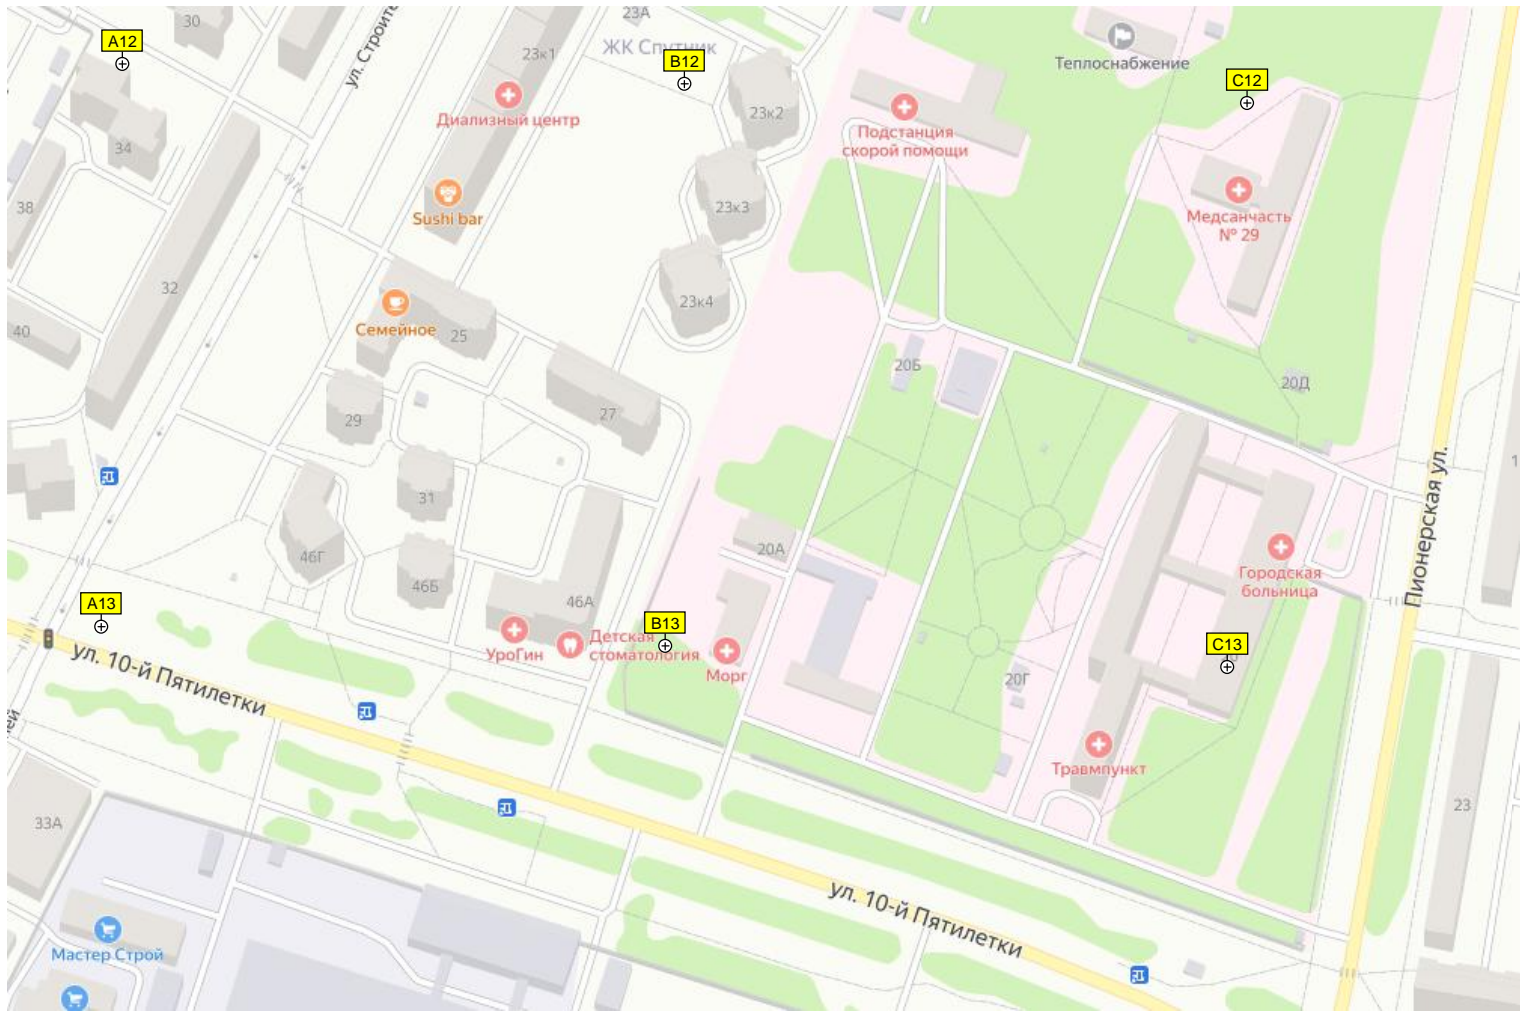 23А
30
A12
ул. Строите
23к1
ЖК Спутник
B12
Теплоснабжение
C12
Диализный центр
23к2
Подстанция
скорой помощи
34
Sushi bar
38
23к3
Медсанчасть
№ 29
32
23к4
40
Семейное
25
20Б
20Д
29
27
Пионерская ул.
1
31
46Г
20А
46Б
46А
Городская
больница
A13
B13
C13
УроГин
Детская
стоматология
Морг
20Г
ул. 10-й Пятилетки
ей
Травмпункт
33А
23
ул. 10-й Пятилетки
Мастер Строй